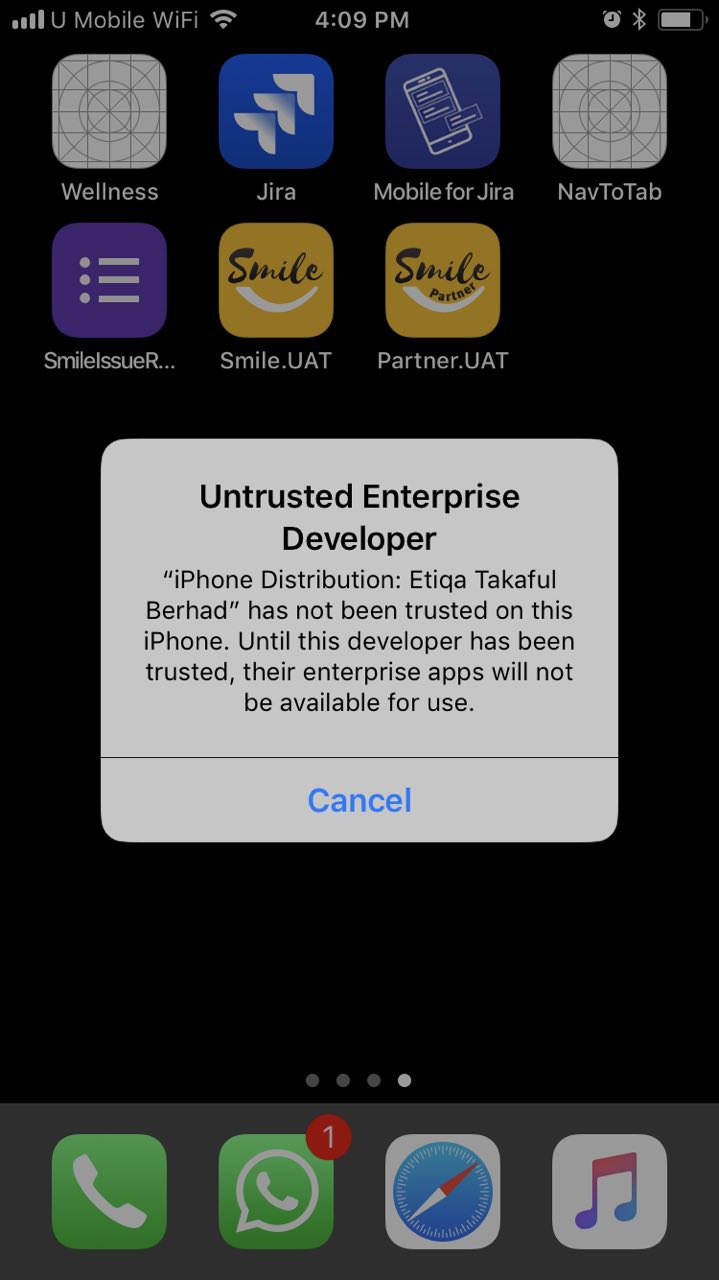 U Mobile WiFi 4:09 PM
Wellness Jira Mobile for Jira NavToTab
Smile Smile
Partner
SmileIssueR... Smile.UAT Partner.UAT
Untrusted Enterprise
Developer
“iPhone Distribution: Etiqa Takaful
Berhad” has not been trusted on this
iPhone. Until this developer has been
trusted, their enterprise apps will not
be available for use.
Cancel
1